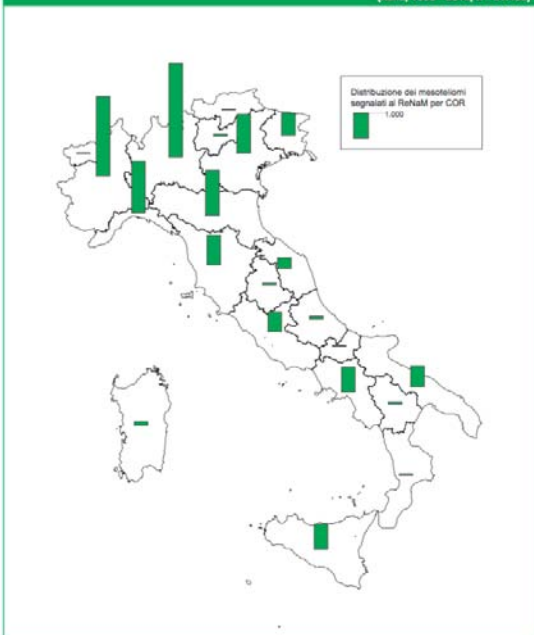 Distribuzione dei mesoteliomi
segnalati al ReNaM per COR
1.000